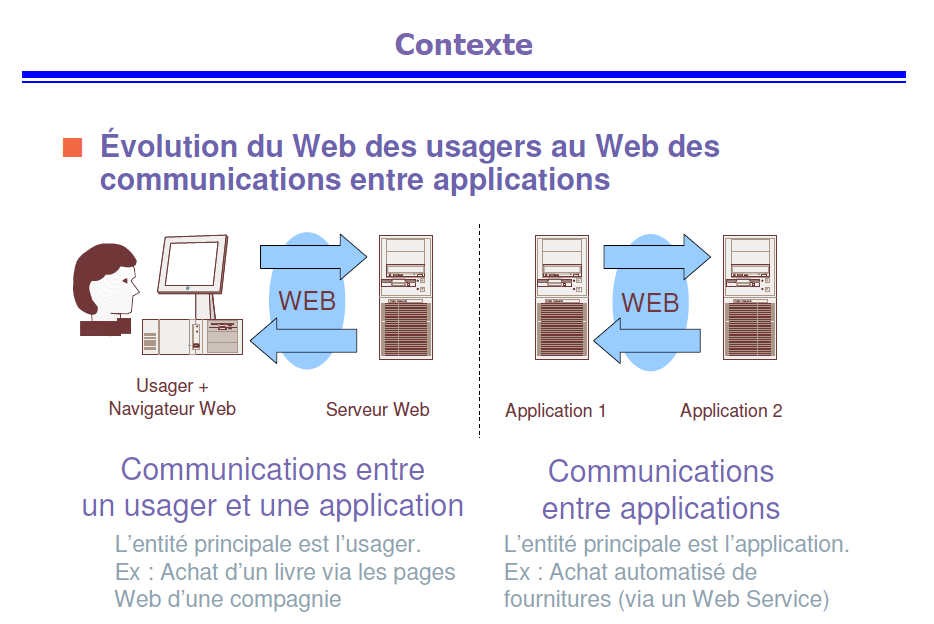 Contexte
Évolution du Web des usagers au Web des
communications entre applications
WEB
Usager +
Navigateur Web
Serveur Web
Communications entre
un usager et une application
L'entité principale est l'usager.
Ex : Achat d'un livre via les pages
Web d'une compagnie
WEB
Application 1
Application 2
Communications
entre applications
L'entité principale est l'application.
Ex : Achat automatisé de
fournitures (via un Web Service)